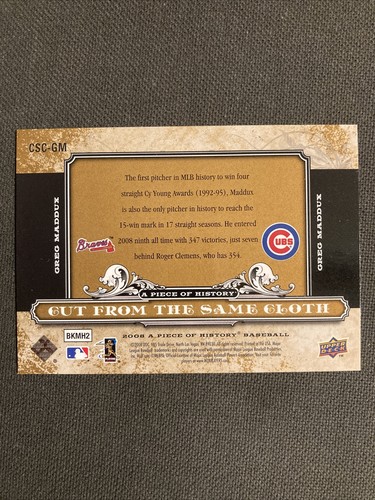 CSC-GM
The first pitcher in MLB history to win four
straight Cy Young Awards (1992-95), Maddux
is also the only pitcher in history to reach the
15-win mark in 17 straight seasons. He entered
2008 ninth all time with 347 victories, just seven
behind Roger Clemens, who has 354.
GREG MADDUX
GREG MADDUX
Braves
CUBS
A PIECE OF HISTORY
CUT FROM THE SAME CLOTH
BKMH2
2008 A PIECE OF HISTORY BASEBALL
UPPER DECK